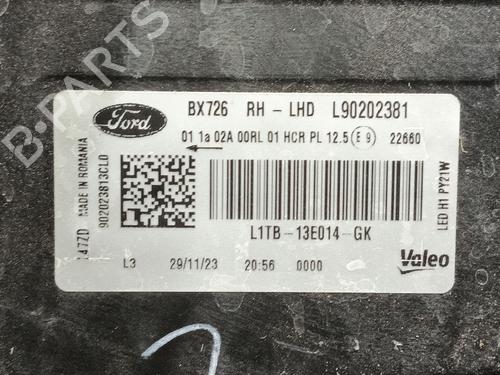 Ford
BX726 RH - LHD L90202381
01 1a 02A 00RL 01 HCR PL 12.5 E9 22660
MADE IN ROMANIA
902023813CL0
LED H1 PY21W
L1TB-13E014-GK
L3 29/11/23 20:56 0000
Valeo
B-PARTS